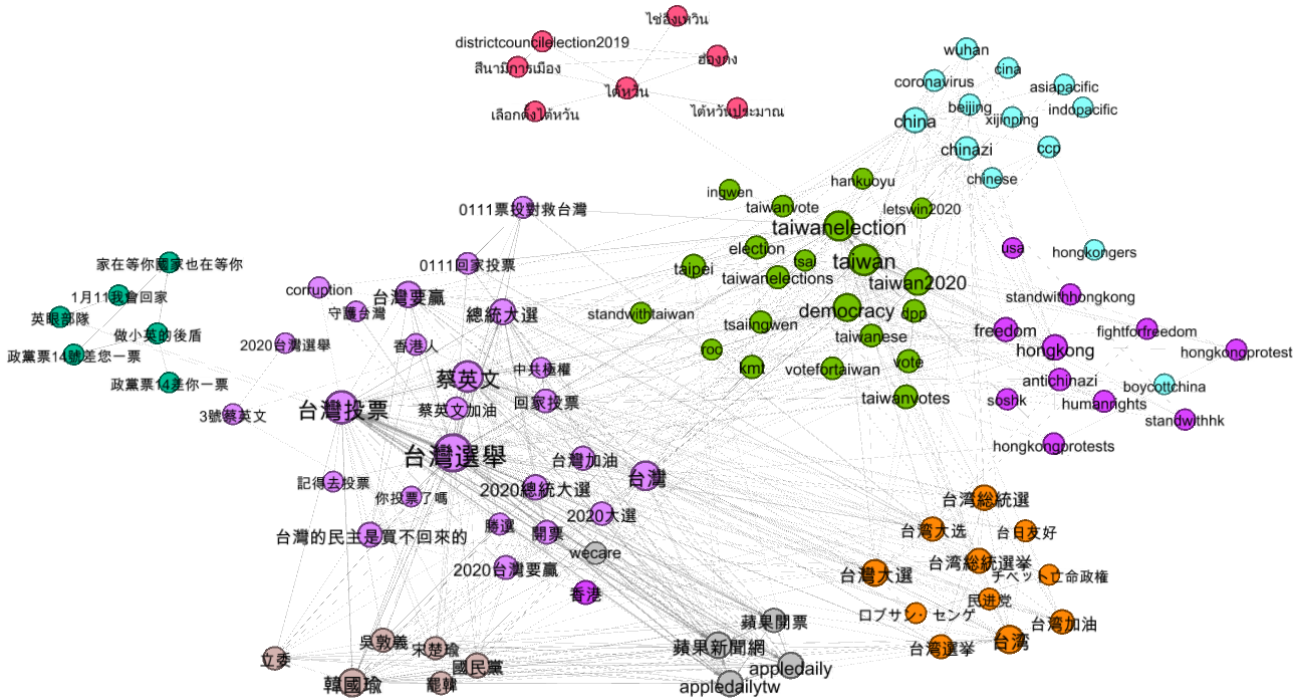 ไช่อิงเหวิน
districtcouncilelection2019
สึนามิการเมือง
ฮ่องกง
ไต้หวัน
เลือกตั้งไต้หวัน
ไต้หวันประมาณ
wuhan
cina
coronavirus
asiapacific
beijing
indopacific
china
xijinping
chinazi
ccp
chinese
hongkongers
boycottchina
ingwen
hankuoyu
taiwanvote
letswin2020
taiwanelection
election
tsai
taiwan
taipei
taiwanelections
taiwan2020
democracy
dpp
standwithtaiwan
tsaiingwen
taiwanese
roc
kmt
votefortaiwan
vote
taiwanvotes
usa
standwithhongkong
freedom
fightforfreedom
hongkong
hongkongprotest
antichinazi
soshk
humanrights
standwithhk
hongkongprotests
0111票投對救台灣
0111回家投票
corruption
台灣要贏
守護台灣
總統大選
2020台灣選舉
香港人
蔡英文
中共極權
台灣投票
蔡英文加油
回家投票
3號蔡英文
台灣選舉
台灣加油
台灣
記得去投票
你投票了嗎
2020總統大選
2020大選
台灣的民主是買不回來的
勝選
開票
wecare
2020台灣要贏
香港
家在等你國家也在等你
1月11我會回家
英眼部隊
做小英的後盾
政黨票14號差您一票
政黨票14差你一票
台湾総統選
台湾大选
台日友好
台灣大選
台湾総統選挙
チベット亡命政権
民进党
ロブサン・センゲ
台湾加油
台湾選挙
台湾
蘋果開票
蘋果新聞網
appledaily
appledailytw
吳敦義
宋楚瑜
立委
國民黨
韓國瑜
罷韓